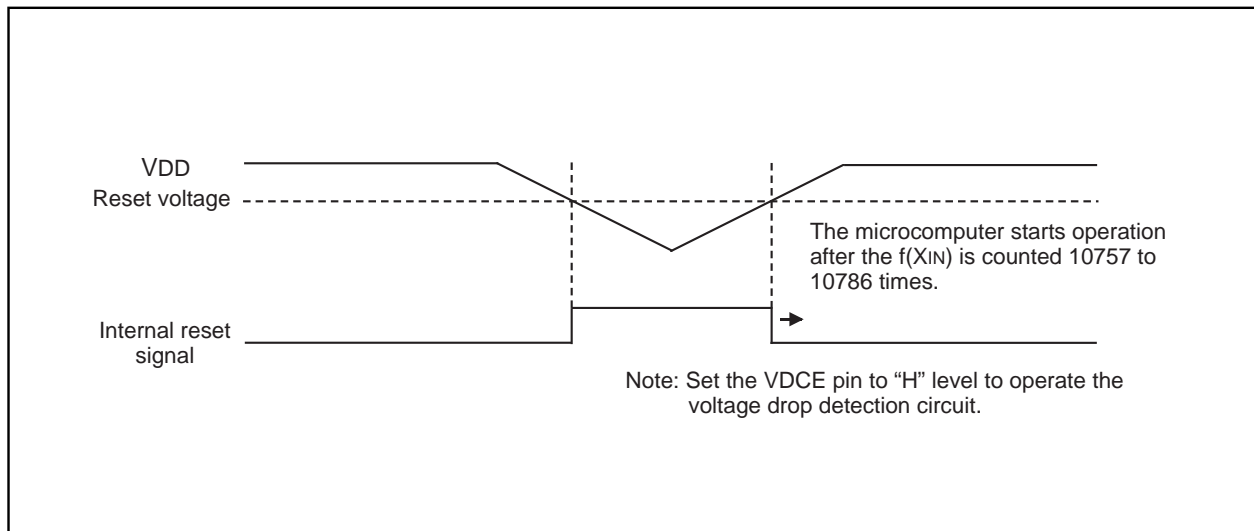 VDD
Reset voltage
The microcomputer starts operation
after the f(XIN) is counted 10757 to
10786 times.
Internal reset
signal
Note: Set the VDCE pin to “H” level to operate the
voltage drop detection circuit.